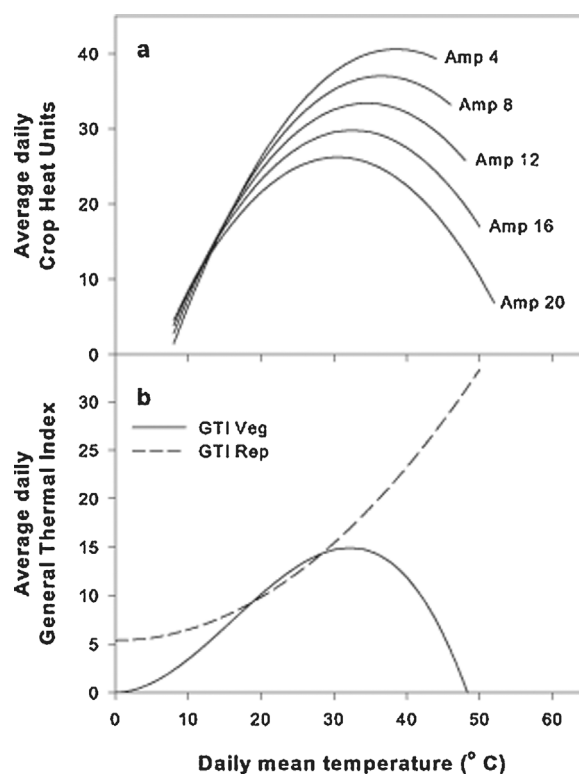 a
Average daily
Crop Heat Units
40
30
20
10
0
Amp 4
Amp 8
Amp 12
Amp 16
Amp 20
b
GTI Veg
GTI Rep
Average daily
General Thermal Index
30
25
20
15
10
5
0
0 10 20 30 40 50 60
Daily mean temperature (° C)